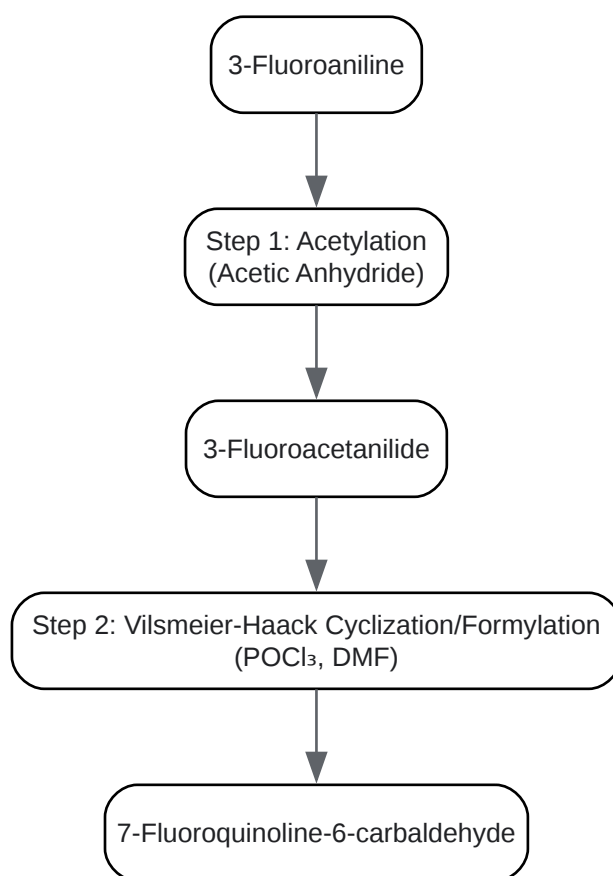 3-Fluoroaniline
Step 1: Acetylation
(Acetic Anhydride)
3-Fluoroacetanilide
Step 2: Vilsmeier-Haack Cyclization/Formylation
(POCl₃, DMF)
7-Fluoroquinoline-6-carbaldehyde